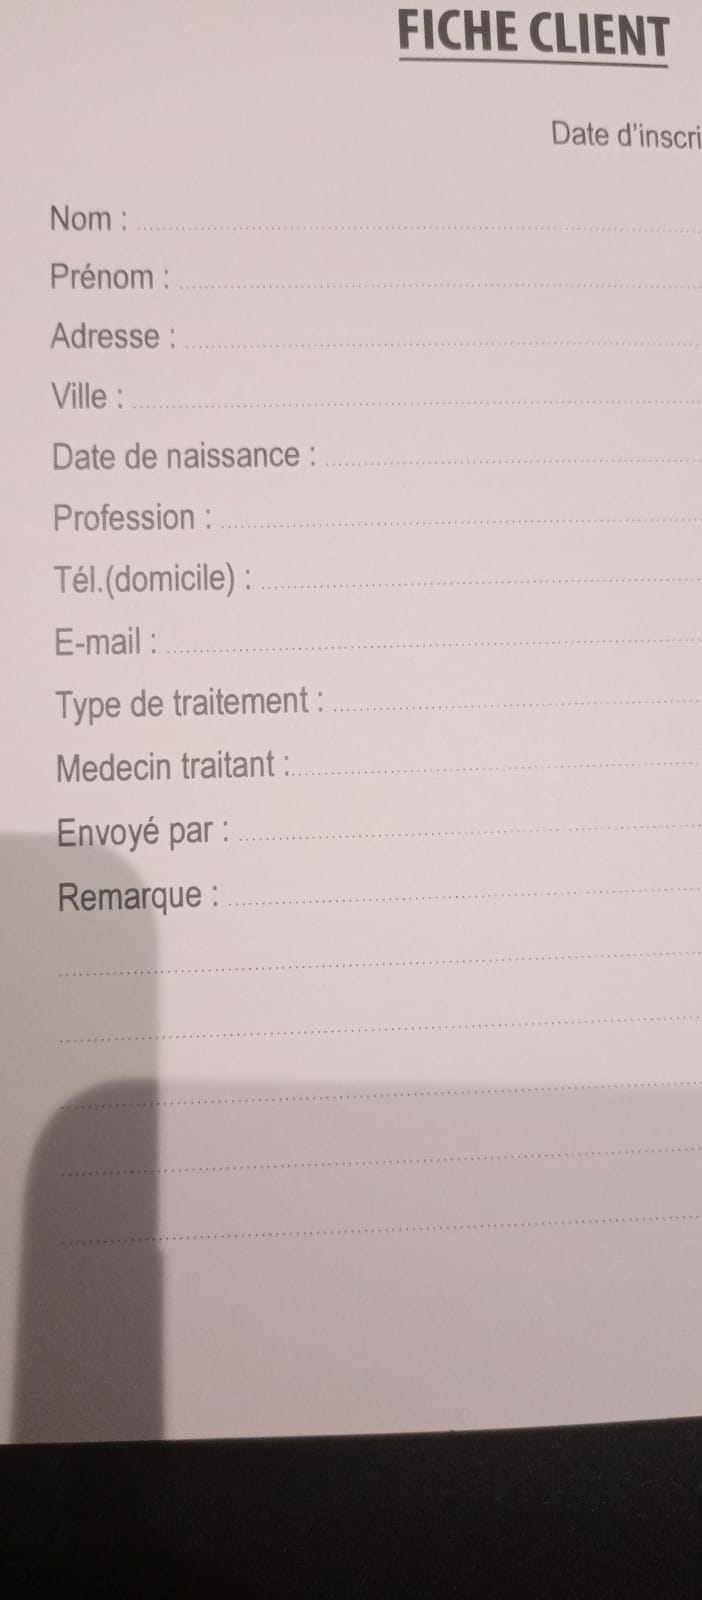 FICHE CLIENT
Date d'inscri
Nom :
Prénom :
Adresse :
Ville :
Date de naissance :
Profession :
Tél.(domicile) :
E-mail :
Type de traitement :
Medecin traitant :
Envoyé par :
Remarque :